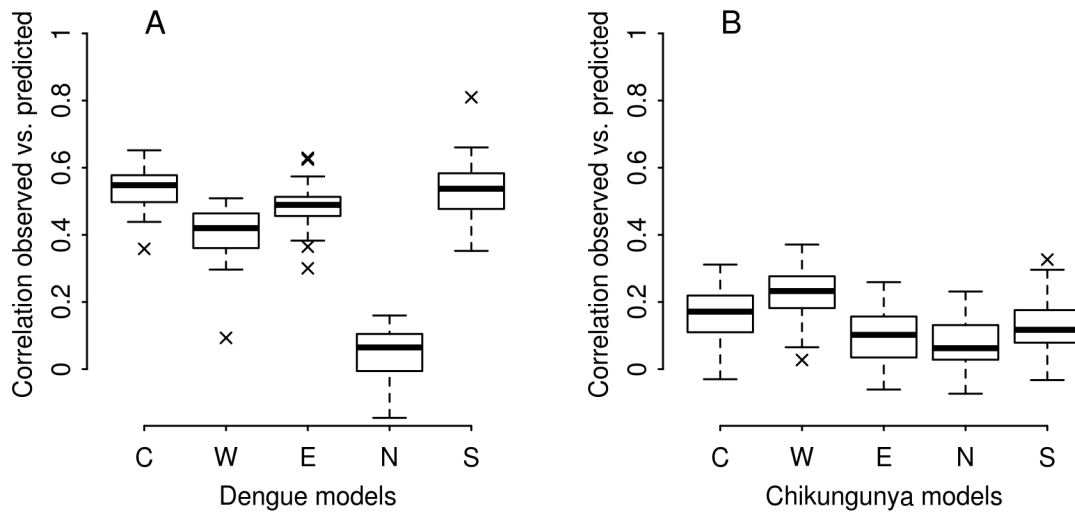 A
Correlation observed vs. predicted
1
0.8
0.6
0.4
0.2
0
C W E N S
Dengue models
B
Correlation observed vs. predicted
1
0.8
0.6
0.4
0.2
0
C W E N S
Chikungunya models